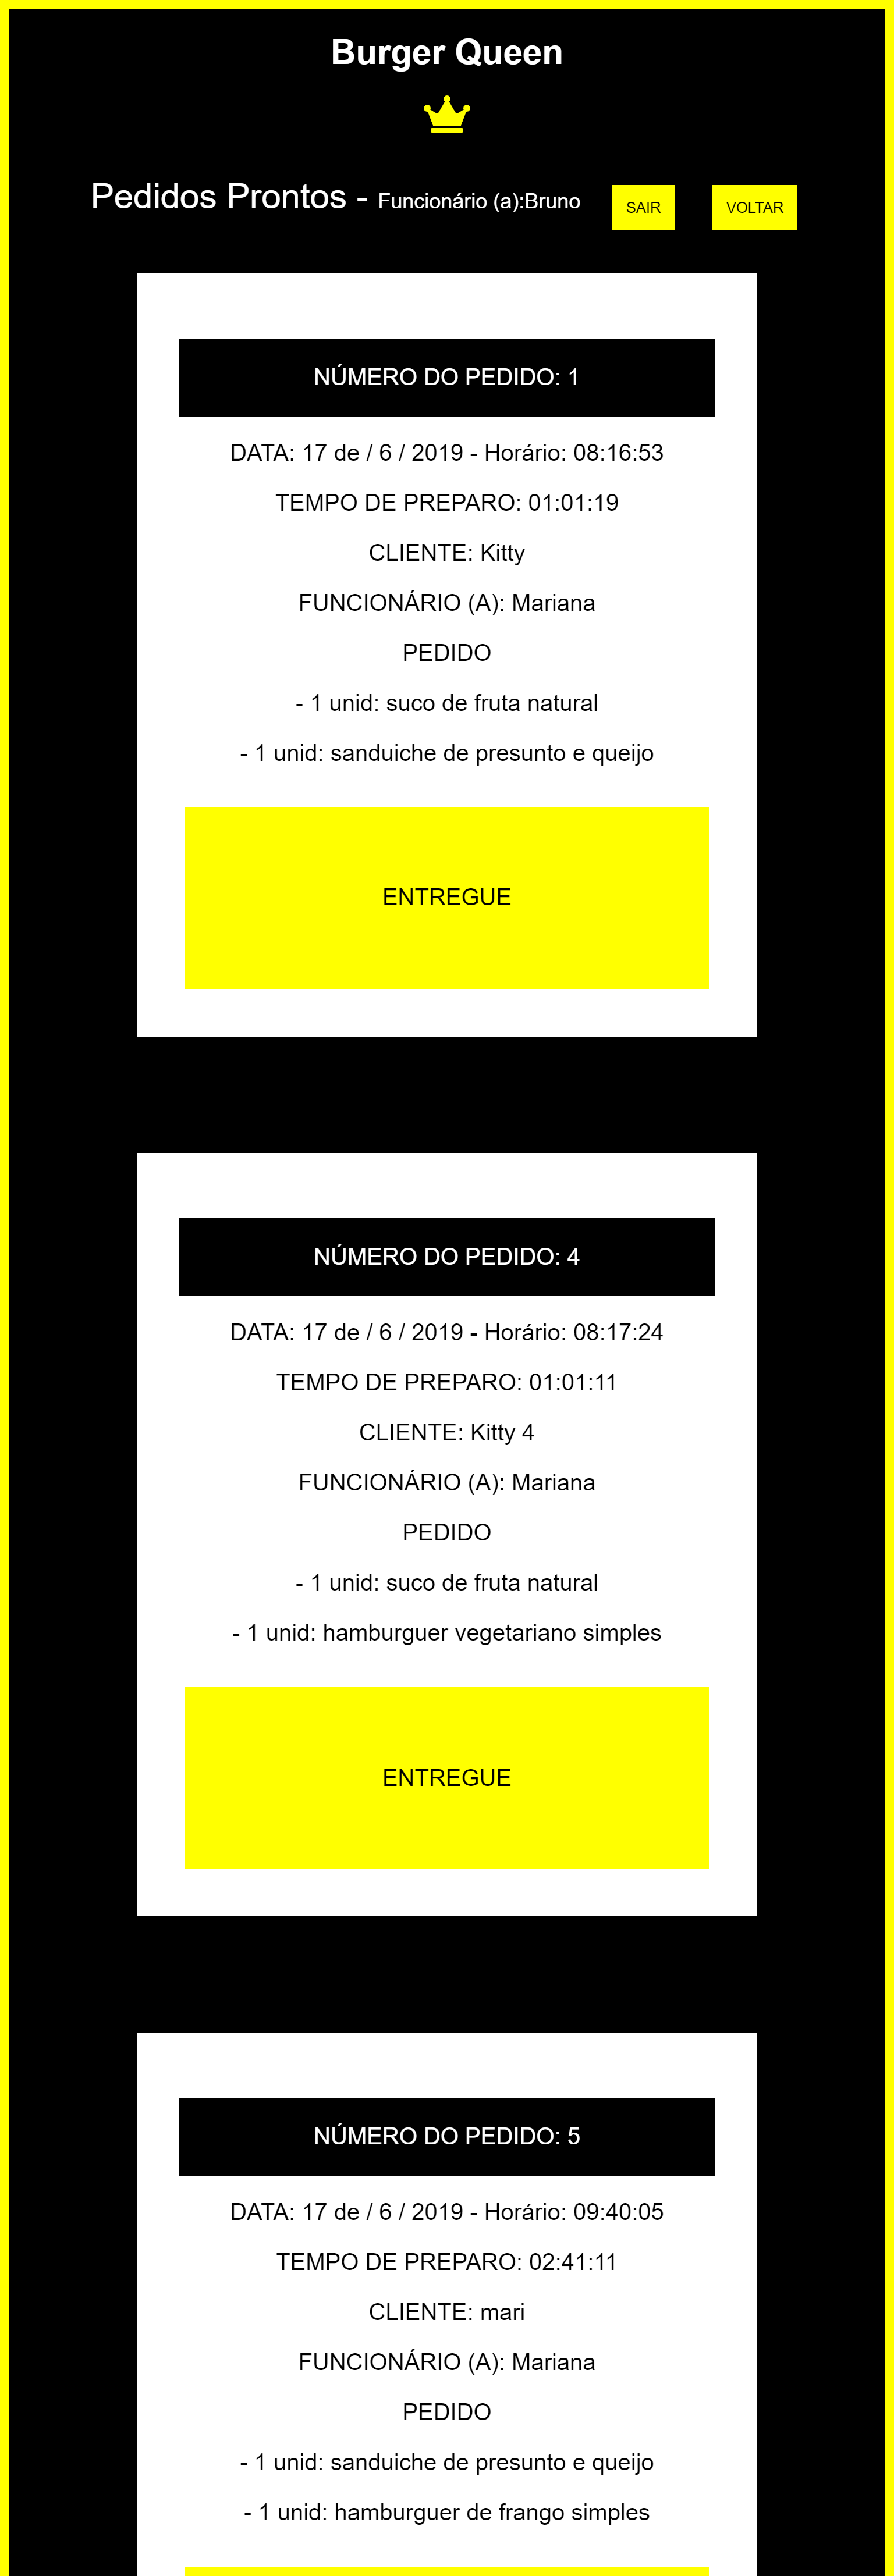 Burger Queen
Pedidos Prontos - Funcionário (a):Bruno SAIR VOLTAR
NÚMERO DO PEDIDO: 1
DATA: 17 de / 6 / 2019 - Horário: 08:16:53
TEMPO DE PREPARO: 01:01:19
CLIENTE: Kitty
FUNCIONÁRIO (A): Mariana
PEDIDO
- 1 unid: suco de fruta natural
- 1 unid: sanduiche de presunto e queijo
ENTREGUE
NÚMERO DO PEDIDO: 4
DATA: 17 de / 6 / 2019 - Horário: 08:17:24
TEMPO DE PREPARO: 01:01:11
CLIENTE: Kitty 4
FUNCIONÁRIO (A): Mariana
PEDIDO
- 1 unid: suco de fruta natural
- 1 unid: hamburguer vegetariano simples
ENTREGUE
NÚMERO DO PEDIDO: 5
DATA: 17 de / 6 / 2019 - Horário: 09:40:05
TEMPO DE PREPARO: 02:41:11
CLIENTE: mari
FUNCIONÁRIO (A): Mariana
PEDIDO
- 1 unid: sanduiche de presunto e queijo
- 1 unid: hamburguer de frango simples